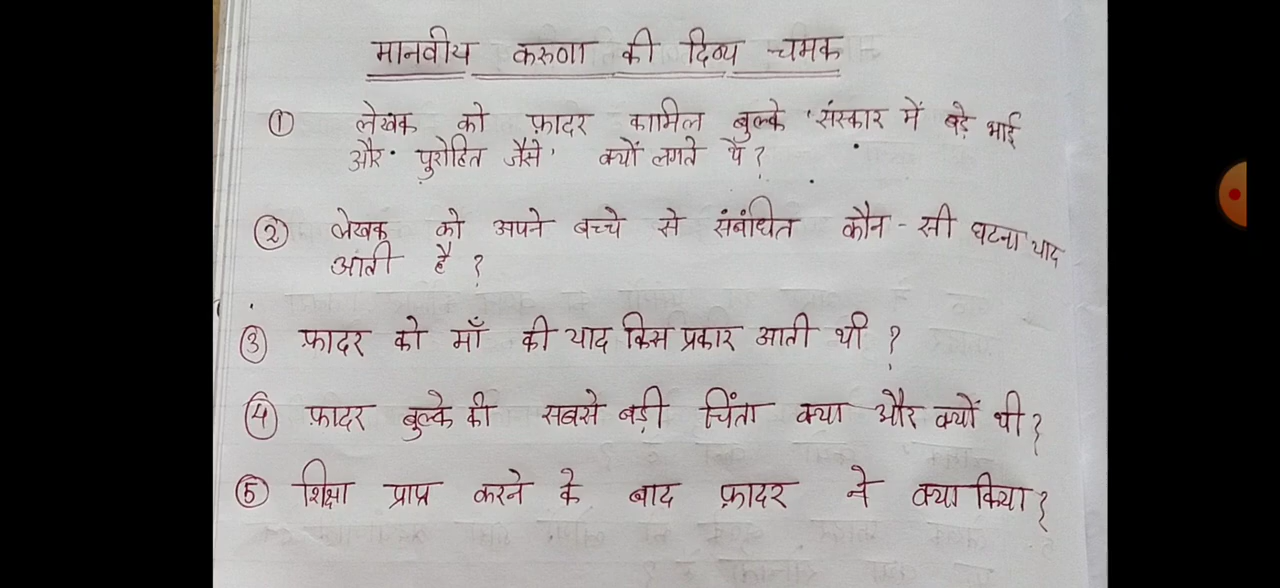 मानवीय करुणा की दिव्य चमक
① लेखक को फ़ादर कामिल बुल्के 'संस्कार में बड़े भाई
और पुरोहित जैसे' क्यों लगते थे ?
② लेखक को अपने बच्चे से संबंधित कौन - सी घटना याद
आती है ?
③ फ़ादर को माँ की याद किस प्रकार आती थी ?
④ फ़ादर बुल्के की सबसे बड़ी चिंता क्या और क्यों थी ?
⑤ शिक्षा प्राप्त करने के बाद फ़ादर ने क्या किया ?